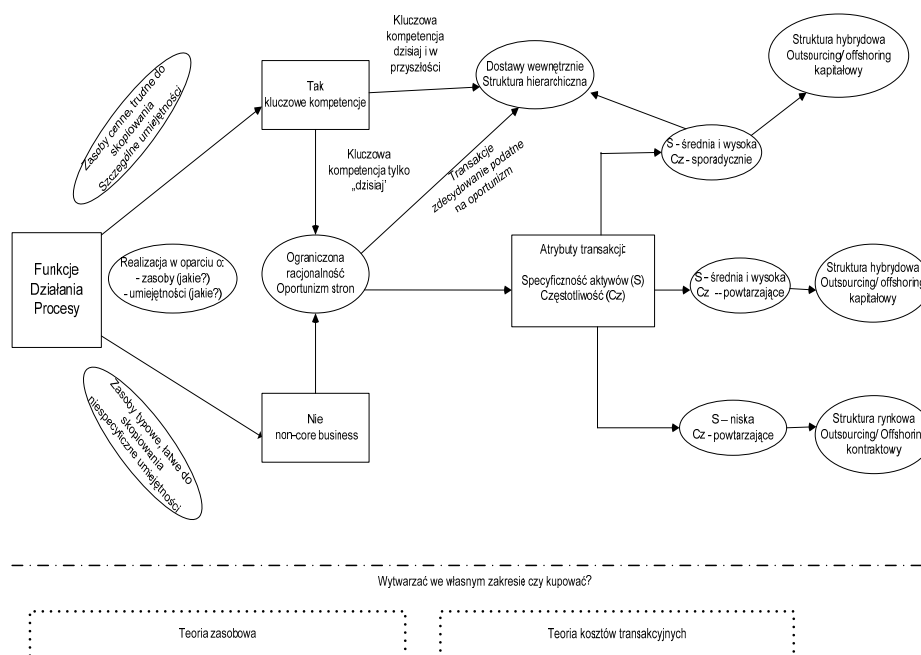 Kluczowa
kompetencja
dzisiaj i w
przyszłości
Struktura hybrydowa
Outsourcing/ offshoring
kapitałowy
Dostawy wewnętrznie
Struktura hierarchiczna
Tak
kluczowe kompetencje
Zasoby cenne, trudne do
skopiowania
Szczególne umiejętności
S - średnia i wysoka
Cz - sporadycznie
Kluczowa
kompetencja tylko
„dzisiaj'
Transakcje
zdecydowanie podatne
na oportunizm
Funkcje
Działania
Procesy
Realizacja w oparciu o:
- zasoby (jakie?)
- umiejętności (jakie?)
Ograniczona
racjonalność
Oportunizm stron
Atrybuty transakcji:
Specyficzność aktywów (S)
Częstotliwość (Cz)
S – średnia i wysoka
Cz -- powtarzające
Struktura hybrydowa
Outsourcing/ offshoring
kapitałowy
Zasoby typowe, łatwe do
skopiowania
niespecyficzne umiejętności
Nie
non-core business
S – niska
Cz - powtarzające
Struktura rynkowa
Outsourcing/ Offshoring
kontraktowy
Wytwarzać we własnym zakresie czy kupować?
Teoria zasobowa
Teoria kosztów transakcyjnych